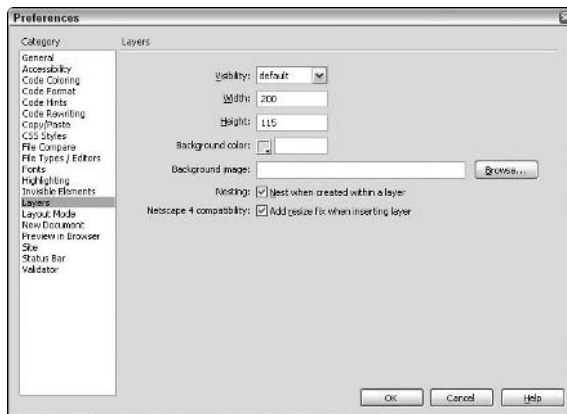 Preferences
Category
General
Accessibility
Code Coloring
Code Format
Code Hints
Code Rewriting
Copy/Paste
CSS Styles
File Compare
File Types / Editors
Fonts
Highlighting
Invisible Elements
Layers
Layout Mode
New Document
Preview in Browser
Site
Status Bar
Validator
Layers
Visibility: default
Width: 200
Height: 115
Background color:
Background image: Browse...
Nesting: Nest when created within a layer
Netscape 4 compatibility: Add resize fix when inserting layer
OK Cancel Help